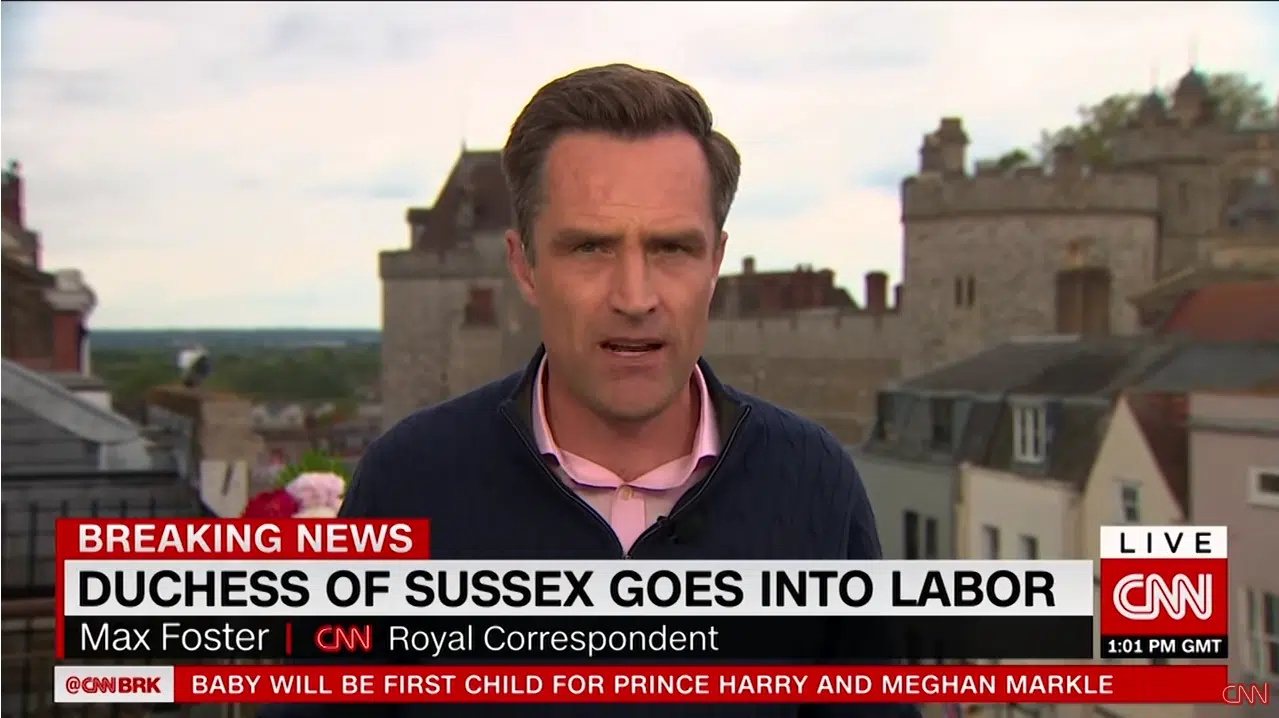 BREAKING NEWS
LIVE
DUCHESS OF SUSSEX GOES INTO LABOR
CNN
Max Foster | CNN Royal Correspondent
1:01 PM GMT
@CNNBRK BABY WILL BE FIRST CHILD FOR PRINCE HARRY AND MEGHAN MARKLE
CNN